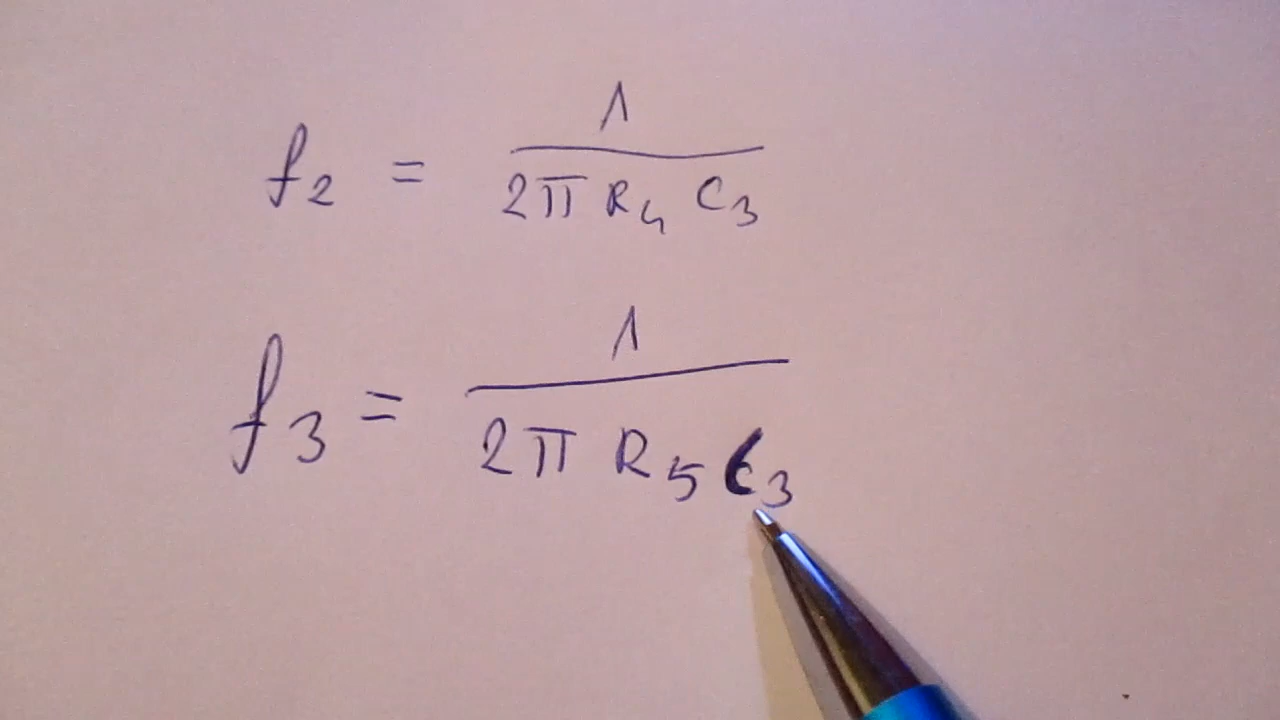 f₂ = 1 / (2π R₄ C₃)
f₃ = 1 / (2π R₅ C₃)